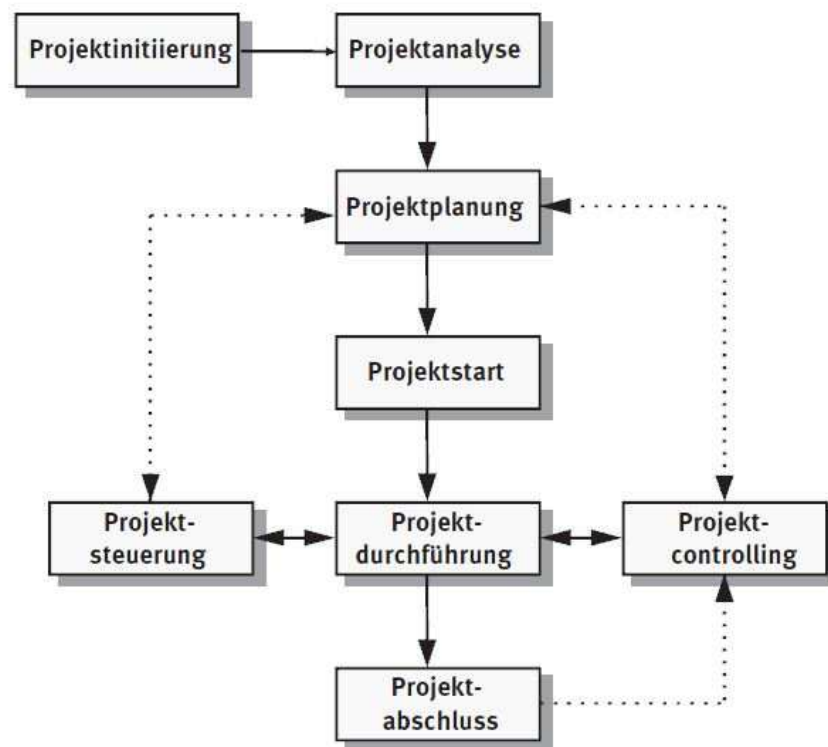 Projektinitiierung
Projektanalyse
Projektplanung
Projektstart
Projekt-
steuerung
Projekt-
durchführung
Projekt-
controlling
Projekt-
abschluss